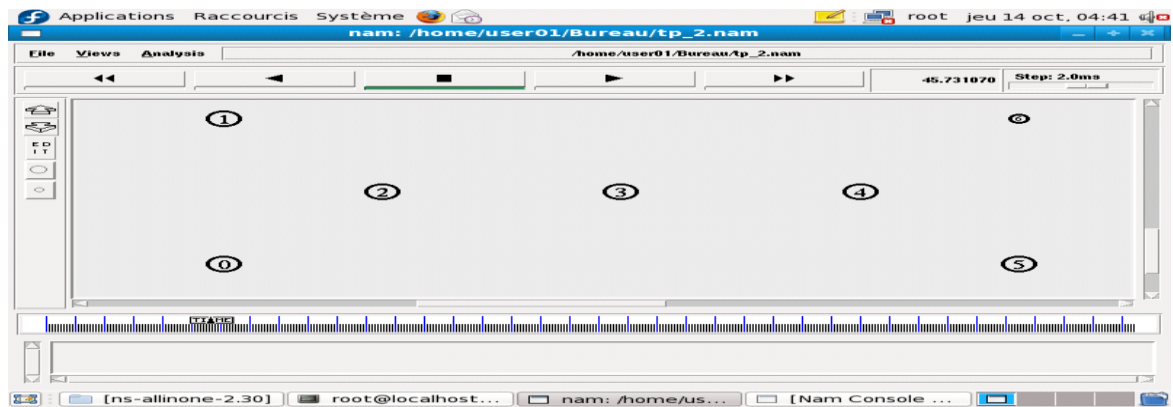 Applications Raccourcis Système root jeu 14 oct, 04:41
nam: /home/user01/Bureau/tp_2.nam
File Views Analysis /home/user01/Bureau/tp_2.nam
45.731070 Step: 2.0ms
1
2 3 4
0 5
E D
I T
TIME
[ns-allinone-2.30] root@localhost... nam: /home/us... [Nam Console ...